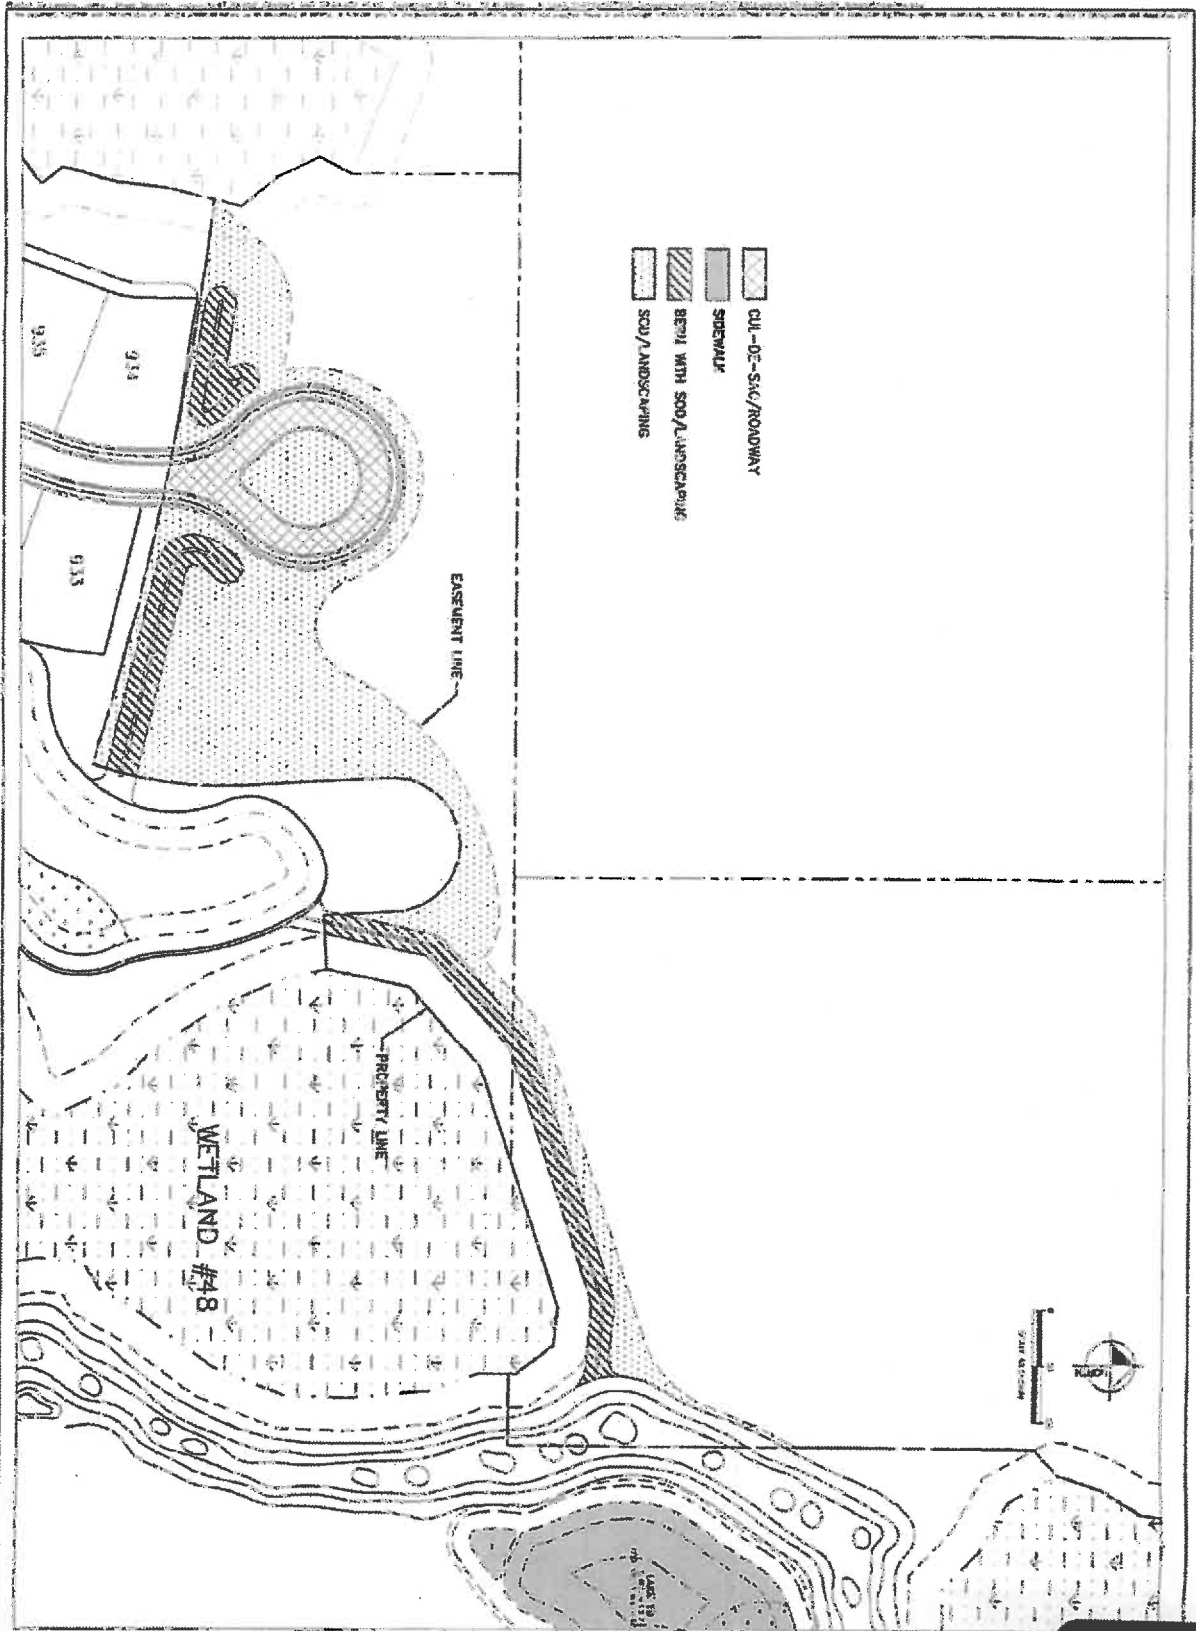 CUL-DE-SAC/ROADWAY
SIDEWALK
BERM WITH SOD/LANDSCAPING
SOD/LANDSCAPING
EASEMENT LINE
935
934
933
PROPERTY LINE
WETLAND #48